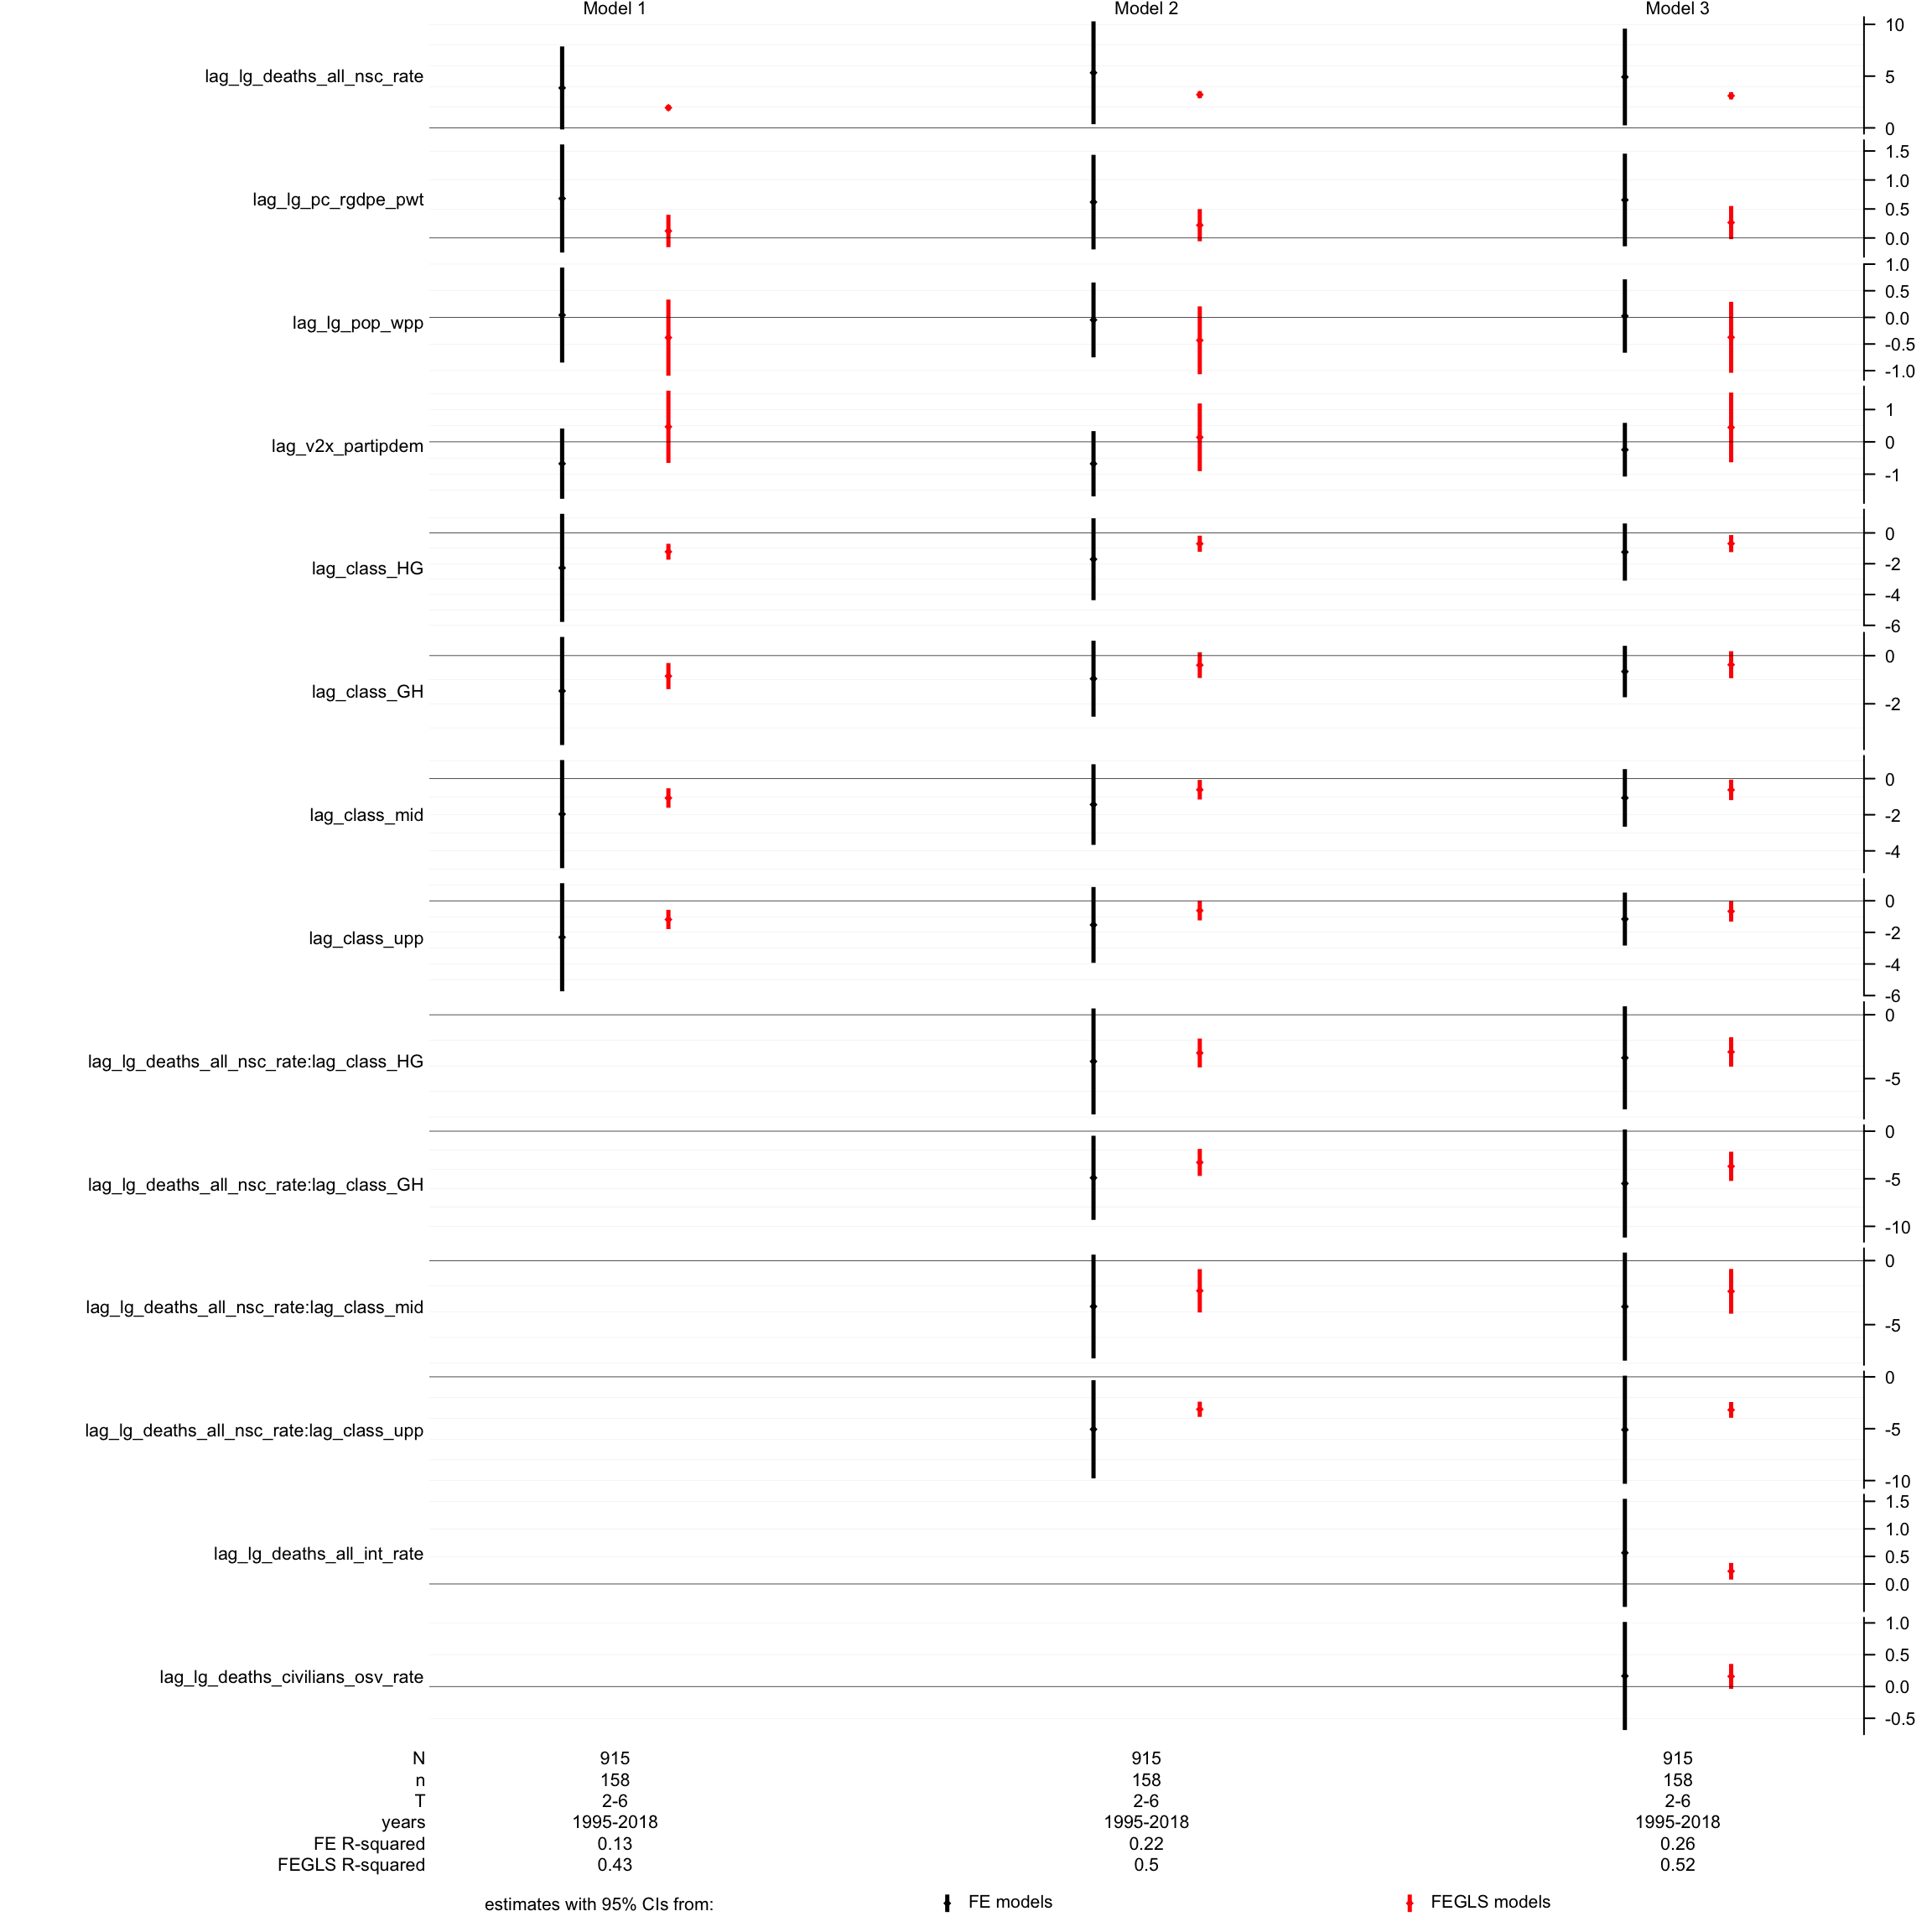 Model 1 Model 2 Model 3
lag_lg_deaths_all_nsc_rate
10
5
0
lag_lg_pc_rgdpe_pwt
1.5
1.0
0.5
0.0
lag_lg_pop_wpp
1.0
0.5
0.0
-0.5
-1.0
lag_v2x_partipdem
1
0
-1
lag_class_HG
0
-2
-4
-6
lag_class_GH
0
-2
lag_class_mid
0
-2
-4
lag_class_upp
0
-2
-4
-6
lag_lg_deaths_all_nsc_rate:lag_class_HG
0
-5
lag_lg_deaths_all_nsc_rate:lag_class_GH
0
-5
-10
lag_lg_deaths_all_nsc_rate:lag_class_mid
0
-5
lag_lg_deaths_all_nsc_rate:lag_class_upp
0
-5
-10
lag_lg_deaths_all_int_rate
1.5
1.0
0.5
0.0
lag_lg_deaths_civilians_osv_rate
1.0
0.5
0.0
-0.5
N 915 915 915
n 158 158 158
T 2-6 2-6 2-6
years 1995-2018 1995-2018 1995-2018
FE R-squared 0.13 0.22 0.26
FEGLS R-squared 0.43 0.5 0.52
estimates with 95% CIs from: FE models FEGLS models